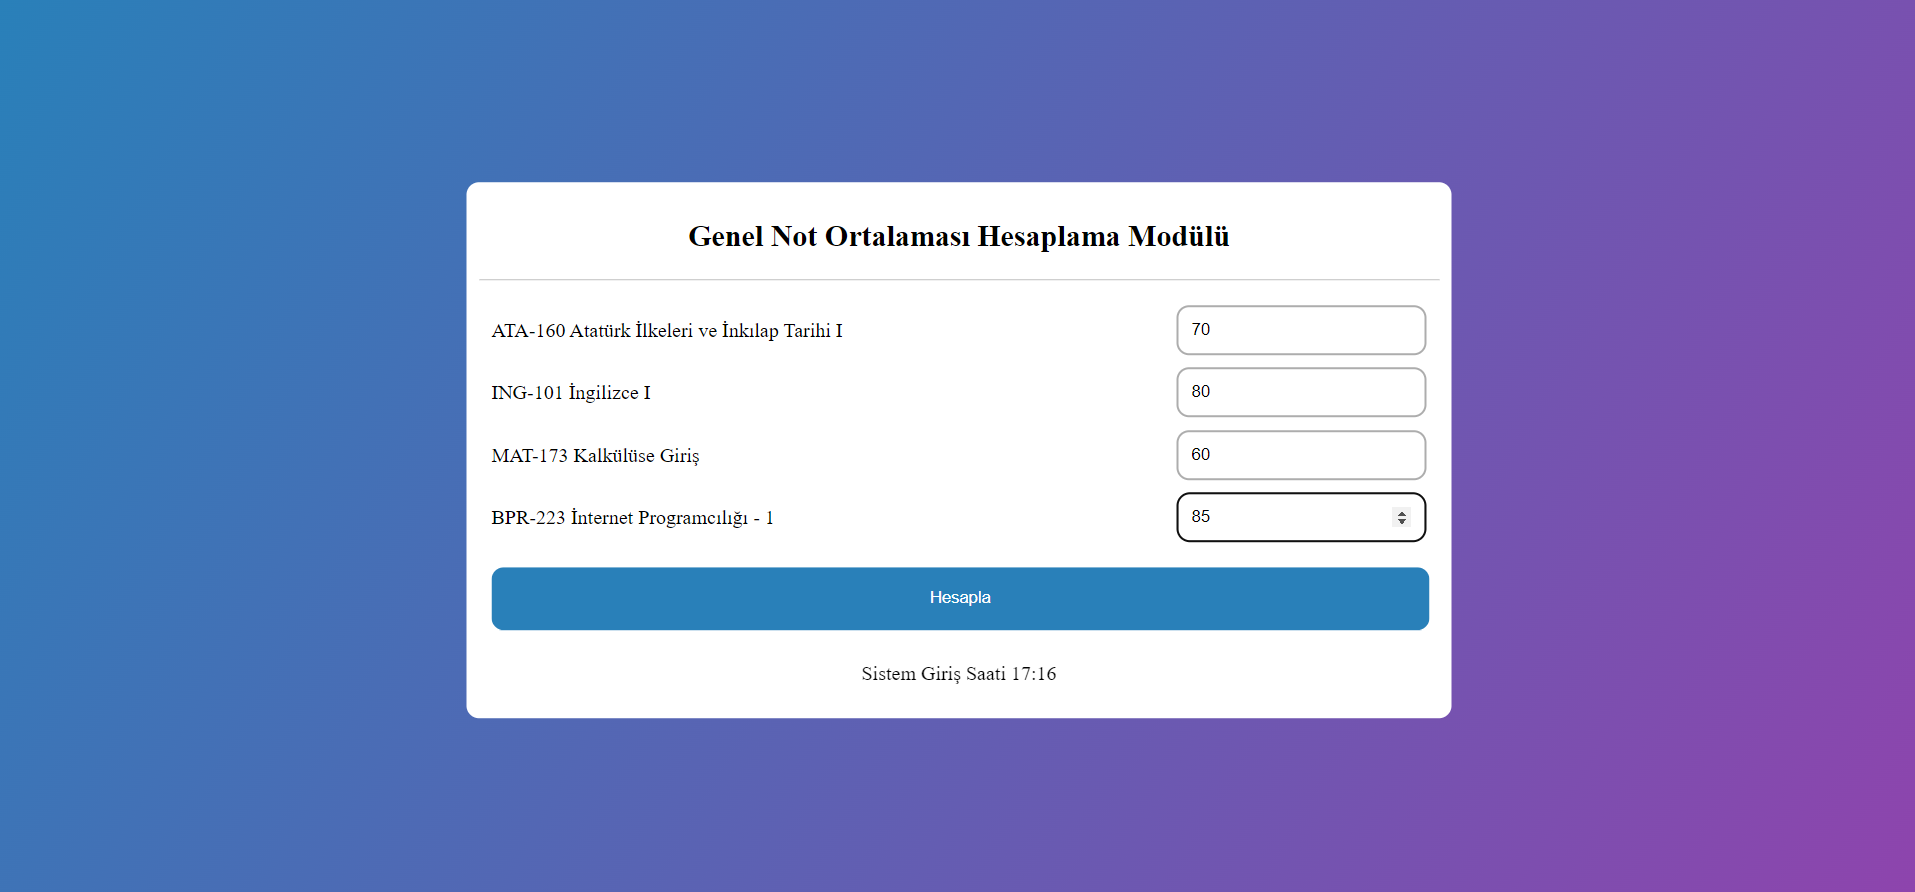 Genel Not Ortalaması Hesaplama Modülü
ATA-160 Atatürk İlkeleri ve İnkılap Tarihi I
70
ING-101 İngilizce I
80
MAT-173 Kalkülüse Giriş
60
BPR-223 İnternet Programcılığı - 1
85
Hesapla
Sistem Giriş Saati 17:16